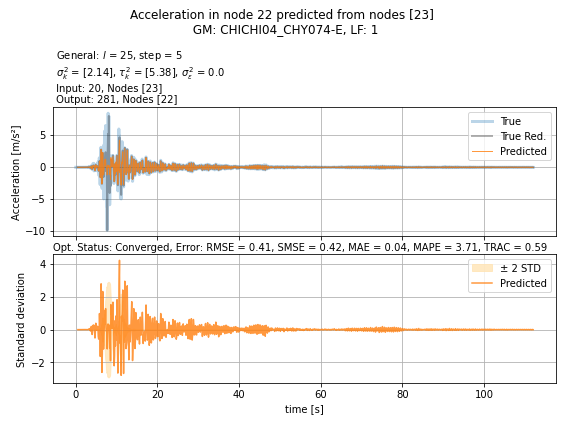 Acceleration in node 22 predicted from nodes [23]
GM: CHICHI04_CHY074-E, LF: 1
General: l = 25, step = 5
σ²ₖ = [2.14], τ²ₖ = [5.38], σ²ₑ = 0.0
Input: 20, Nodes [23]
Output: 281, Nodes [22]
True
True Red.
Predicted
Acceleration [m/s²]
5
0
−5
−10
Opt. Status: Converged, Error: RMSE = 0.41, SMSE = 0.42, MAE = 0.04, MAPE = 3.71, TRAC = 0.59
± 2 STD
Predicted
Standard deviation
4
2
0
−2
0 20 40 60 80 100
time [s]